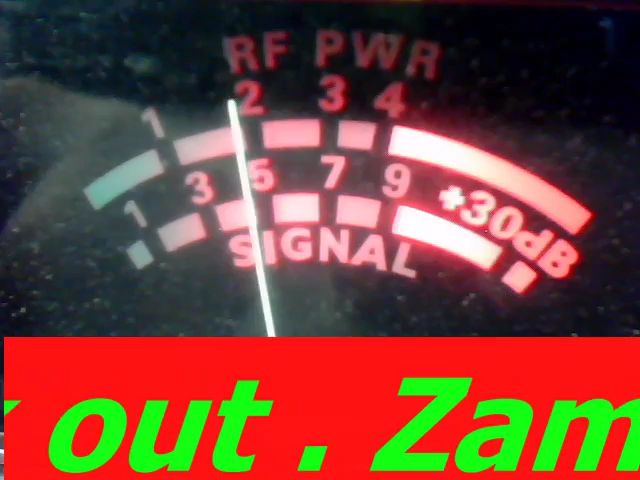 RF PWR
1 2 3 4
1 3 5 7 9 +30dB
SIGNAL
out . Zam